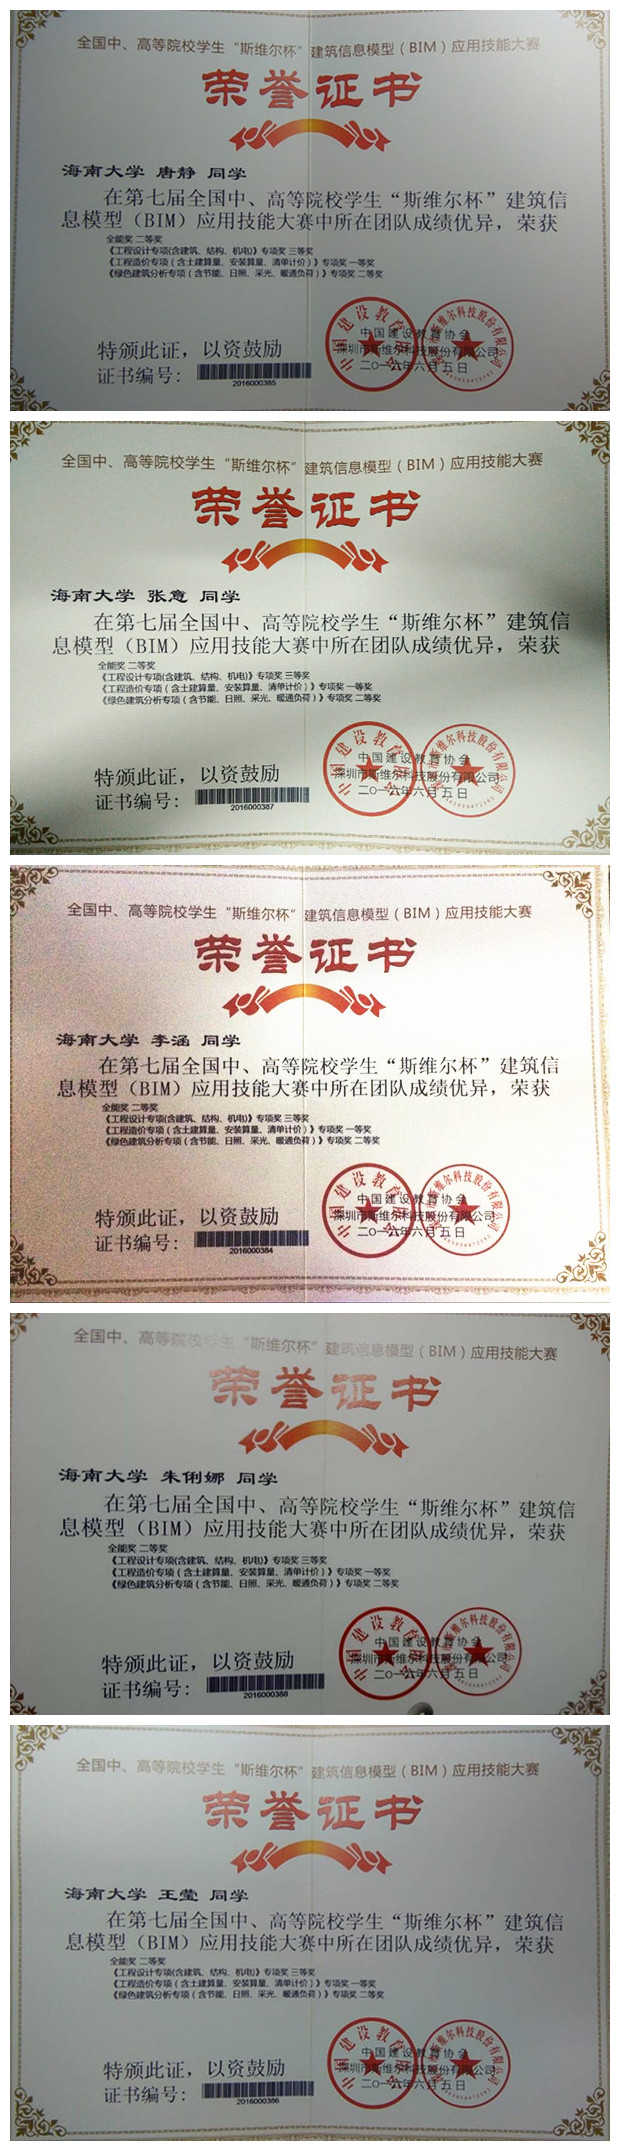 全国中、高等院校学生“斯维尔杯”建筑信息模型（BIM）应用技能大赛
荣誉证书
海南大学 唐静 同学
在第七届全国中、高等院校学生“斯维尔杯”建筑信
息模型（BIM）应用技能大赛中所在团队成绩优异，荣获
全能奖 二等奖
《工程设计专项(含建筑、结构、机电)》专项奖 三等奖
《工程造价专项（含土建算量、安装算量、清单计价）》专项奖 一等奖
《绿色建筑分析专项（含节能、日照、采光、暖通负荷）》专项奖 二等奖
中国建设教育协会
深圳市斯维尔科技股份有限公司
二〇一六年六月五日
特颁此证，以资鼓励
证书编号:
2016000385
全国中、高等院校学生“斯维尔杯”建筑信息模型（BIM）应用技能大赛
荣誉证书
海南大学 张意 同学
在第七届全国中、高等院校学生“斯维尔杯”建筑信
息模型（BIM）应用技能大赛中所在团队成绩优异，荣获
全能奖 二等奖
《工程设计专项(含建筑、结构、机电)》专项奖 三等奖
《工程造价专项（含土建算量、安装算量、清单计价）》专项奖 一等奖
《绿色建筑分析专项（含节能、日照、采光、暖通负荷）》专项奖 二等奖
中国建设教育协会
深圳市斯维尔科技股份有限公司
二〇一六年六月五日
特颁此证，以资鼓励
证书编号:
2016000387
全国中、高等院校学生“斯维尔杯”建筑信息模型（BIM）应用技能大赛
荣誉证书
海南大学 李涵 同学
在第七届全国中、高等院校学生“斯维尔杯”建筑信
息模型（BIM）应用技能大赛中所在团队成绩优异，荣获
全能奖 二等奖
《工程设计专项(含建筑、结构、机电)》专项奖 三等奖
《工程造价专项（含土建算量、安装算量、清单计价）》专项奖 一等奖
《绿色建筑分析专项（含节能、日照、采光、暖通负荷）》专项奖 二等奖
中国建设教育协会
深圳市斯维尔科技股份有限公司
二〇一六年六月五日
特颁此证，以资鼓励
证书编号:
2016000384
全国中、高等院校学生“斯维尔杯”建筑信息模型（BIM）应用技能大赛
荣誉证书
海南大学 朱俐娜 同学
在第七届全国中、高等院校学生“斯维尔杯”建筑信
息模型（BIM）应用技能大赛中所在团队成绩优异，荣获
全能奖 二等奖
《工程设计专项(含建筑、结构、机电)》专项奖 三等奖
《工程造价专项（含土建算量、安装算量、清单计价）》专项奖 一等奖
《绿色建筑分析专项（含节能、日照、采光、暖通负荷）》专项奖 二等奖
中国建设教育协会
深圳市斯维尔科技股份有限公司
二〇一六年六月五日
特颁此证，以资鼓励
证书编号:
2016000388
全国中、高等院校学生“斯维尔杯”建筑信息模型（BIM）应用技能大赛
荣誉证书
海南大学 王莹 同学
在第七届全国中、高等院校学生“斯维尔杯”建筑信
息模型（BIM）应用技能大赛中所在团队成绩优异，荣获
全能奖 二等奖
《工程设计专项(含建筑、结构、机电)》专项奖 三等奖
《工程造价专项（含土建算量、安装算量、清单计价）》专项奖 一等奖
《绿色建筑分析专项（含节能、日照、采光、暖通负荷）》专项奖 二等奖
中国建设教育协会
深圳市斯维尔科技股份有限公司
二〇一六年六月五日
特颁此证，以资鼓励
证书编号:
2016000386